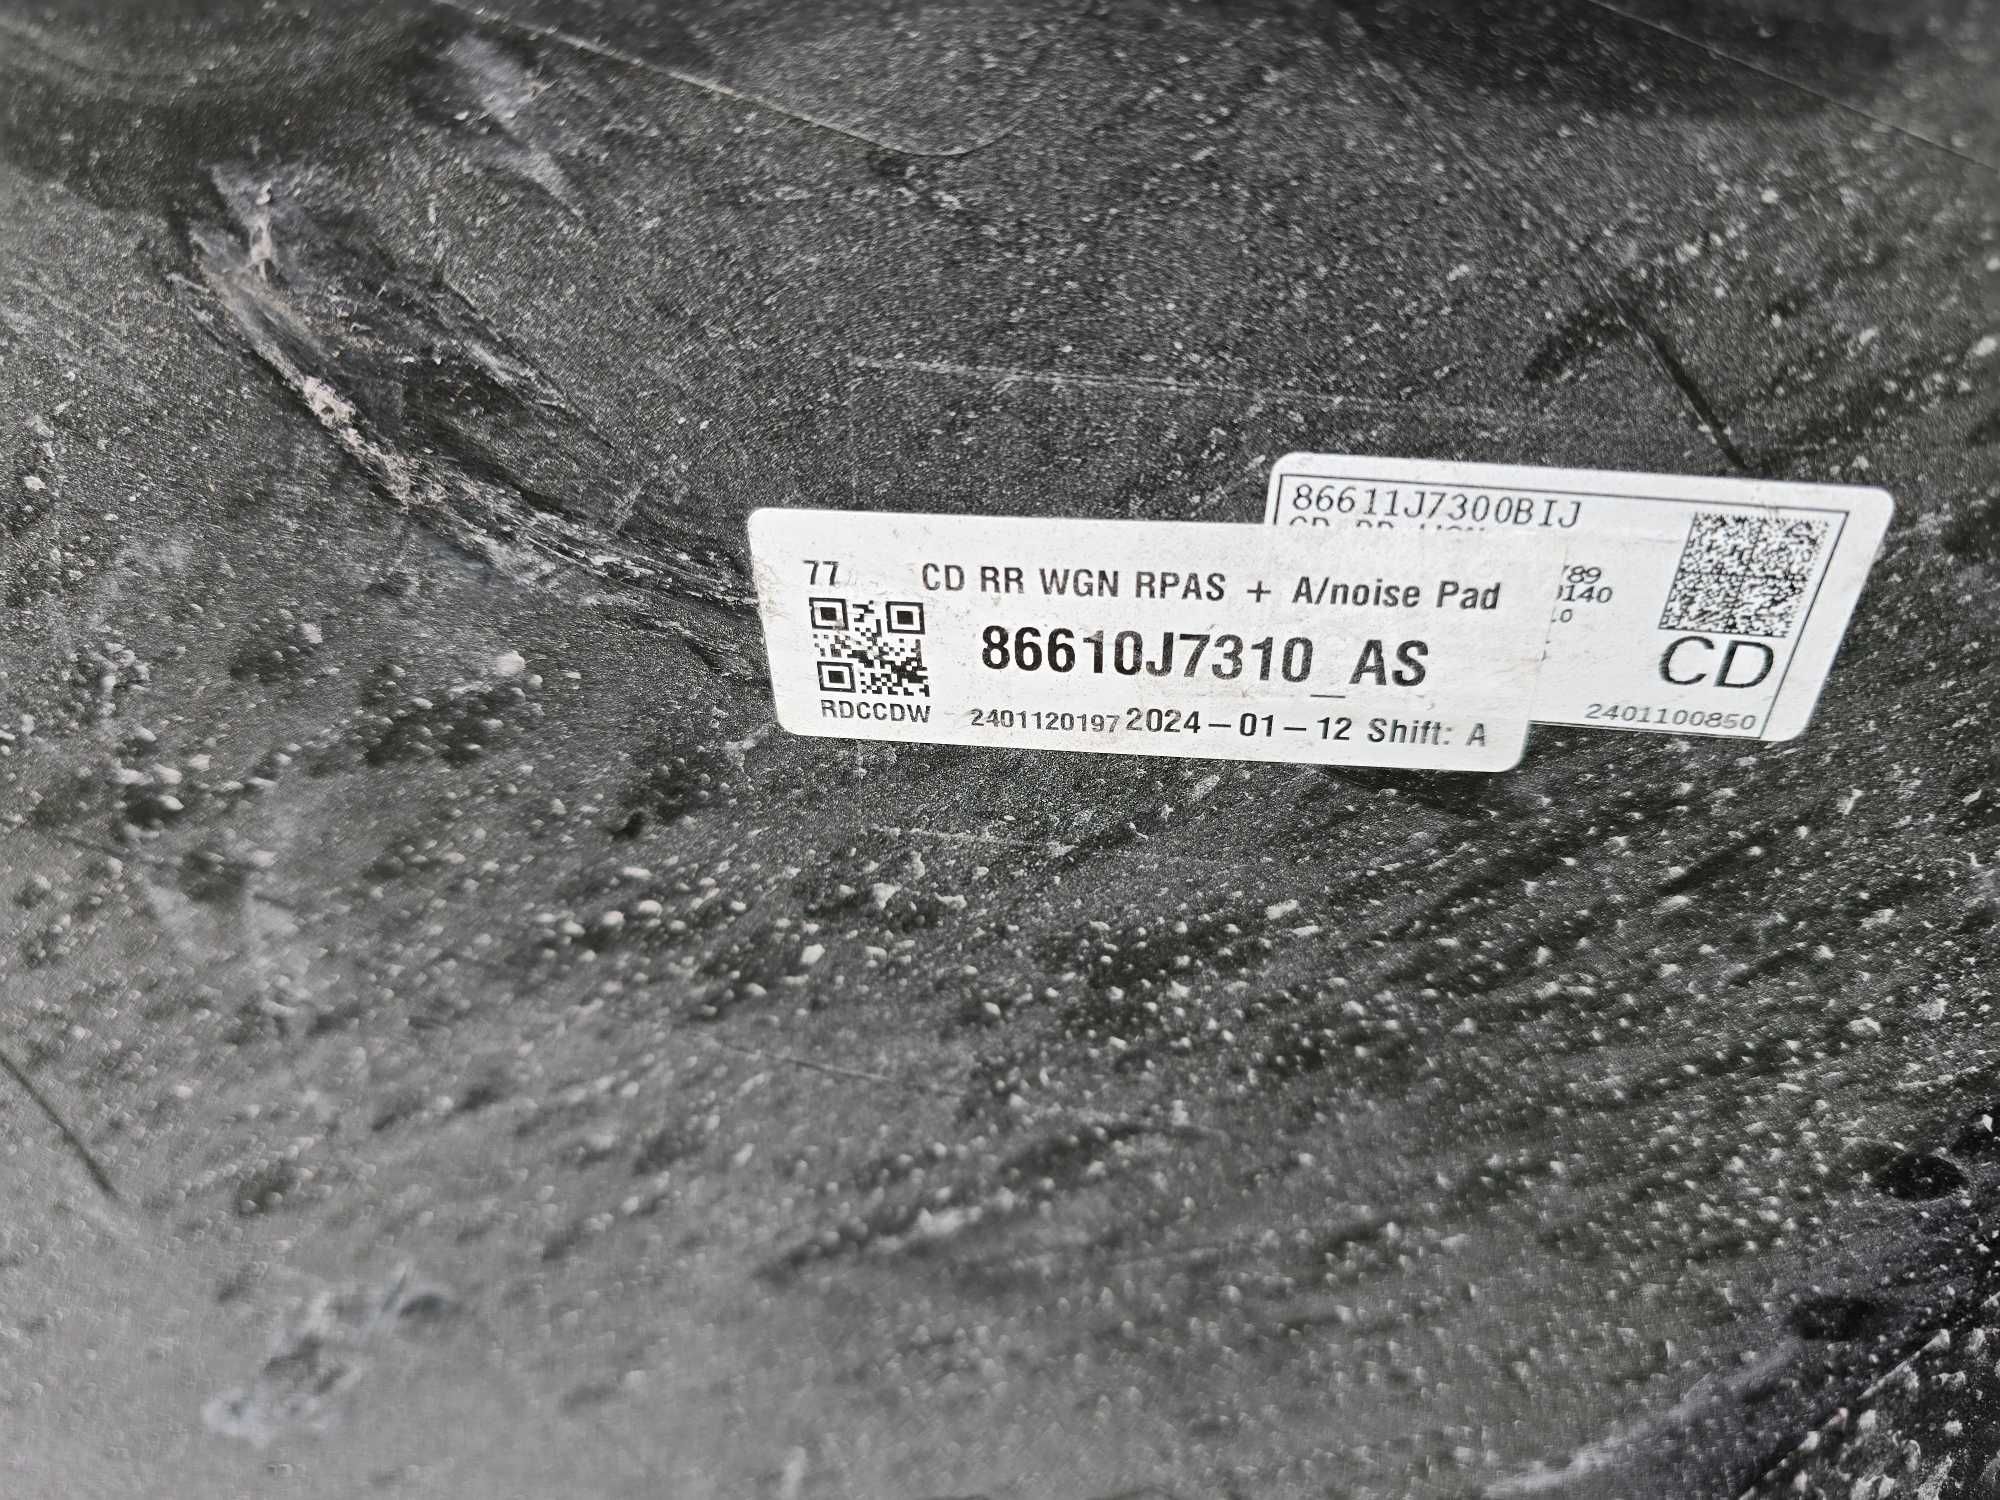 86611J7300BIJ
789
0140
CD
2401100850
77
CD RR WGN RPAS + A/noise Pad
86610J7310_AS
RDCCDW
2401120197 2024-01-12 Shift: A